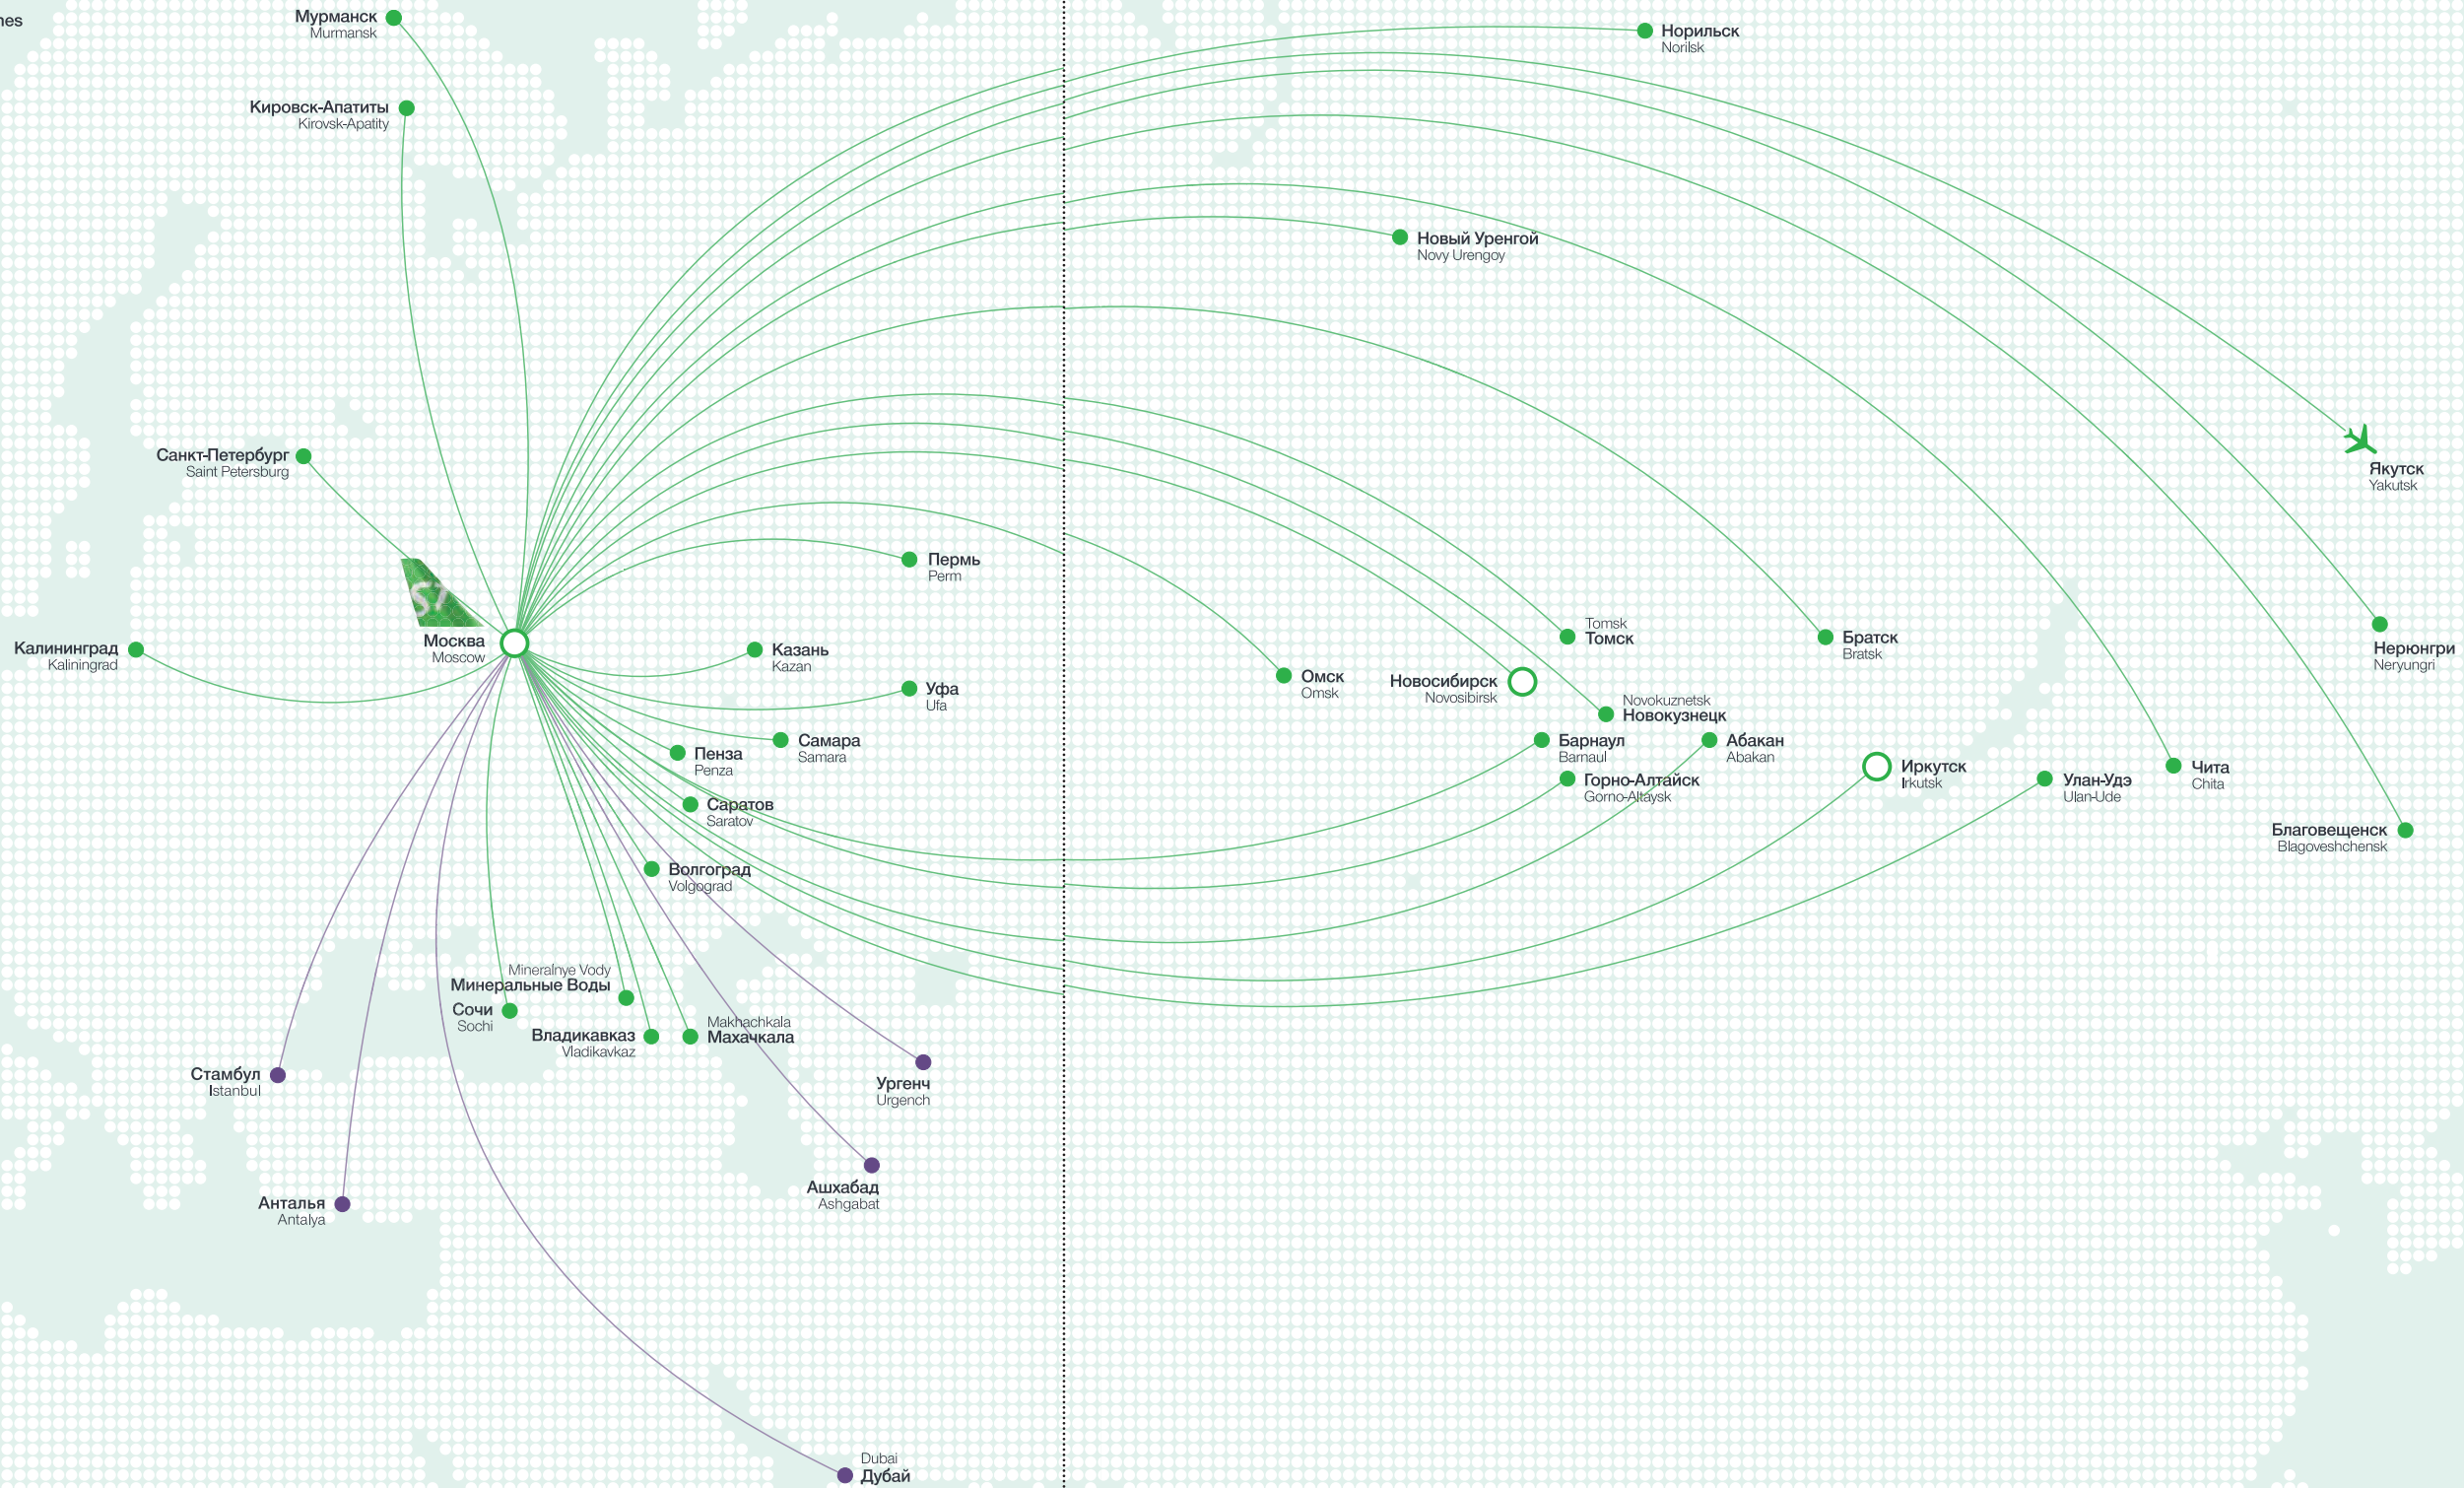 nes
Мурманск
Murmansk
Норильск
Norilsk
Кировск-Апатиты
Kirovsk-Apatity
Новый Уренгой
Novy Urengoy
Санкт-Петербург
Saint Petersburg
Якутск
Yakutsk
S7
Пермь
Perm
Москва
Moscow
Калининград
Kaliningrad
Казань
Kazan
Tomsk
Томск
Братск
Bratsk
Нерюнгри
Neryungri
Омск
Omsk
Новосибирск
Novosibirsk
Уфа
Ufa
Novokuznetsk
Новокузнецк
Самара
Samara
Пенза
Penza
Барнаул
Barnaul
Абакан
Abakan
Иркутск
Irkutsk
Чита
Chita
Горно-Алтайск
Gorno-Altaysk
Улан-Удэ
Ulan-Ude
Саратов
Saratov
Благовещенск
Blagoveshchensk
Волгоград
Volgograd
Mineralnye Vody
Минеральные Воды
Сочи
Sochi
Владикавказ
Vladikavkaz
Makhachkala
Махачкала
Стамбул
Istanbul
Ургенч
Urgench
Ашхабад
Ashgabat
Анталья
Antalya
Dubai
Дубай